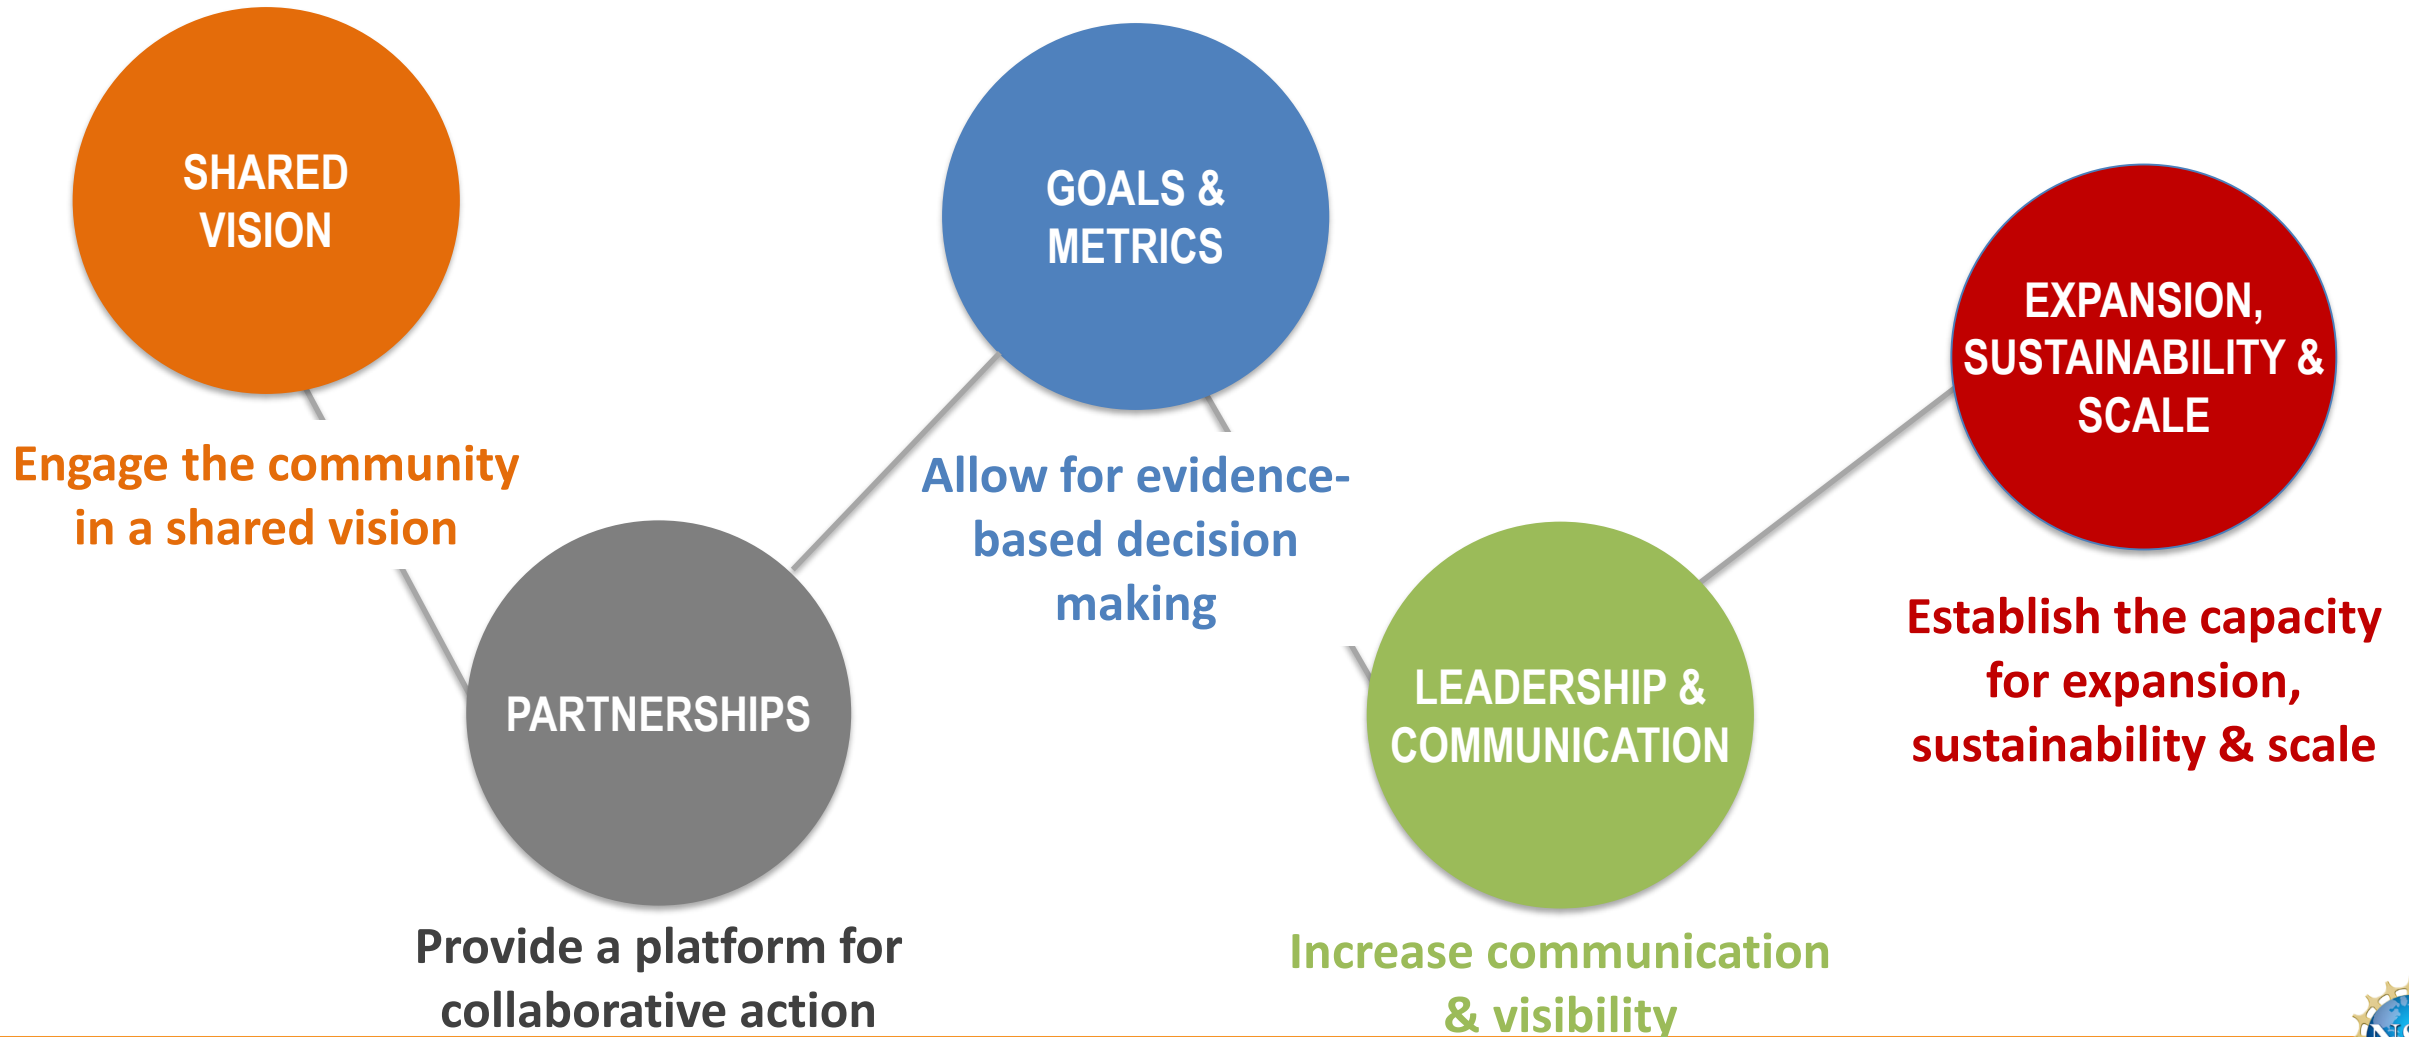 SHARED
VISION
Engage the community
in a shared vision
PARTNERSHIPS
Provide a platform for
collaborative action
GOALS &
METRICS
Allow for evidence-
based decision
making
LEADERSHIP &
COMMUNICATION
Increase communication
& visibility
EXPANSION,
SUSTAINABILITY &
SCALE
Establish the capacity
for expansion,
sustainability & scale